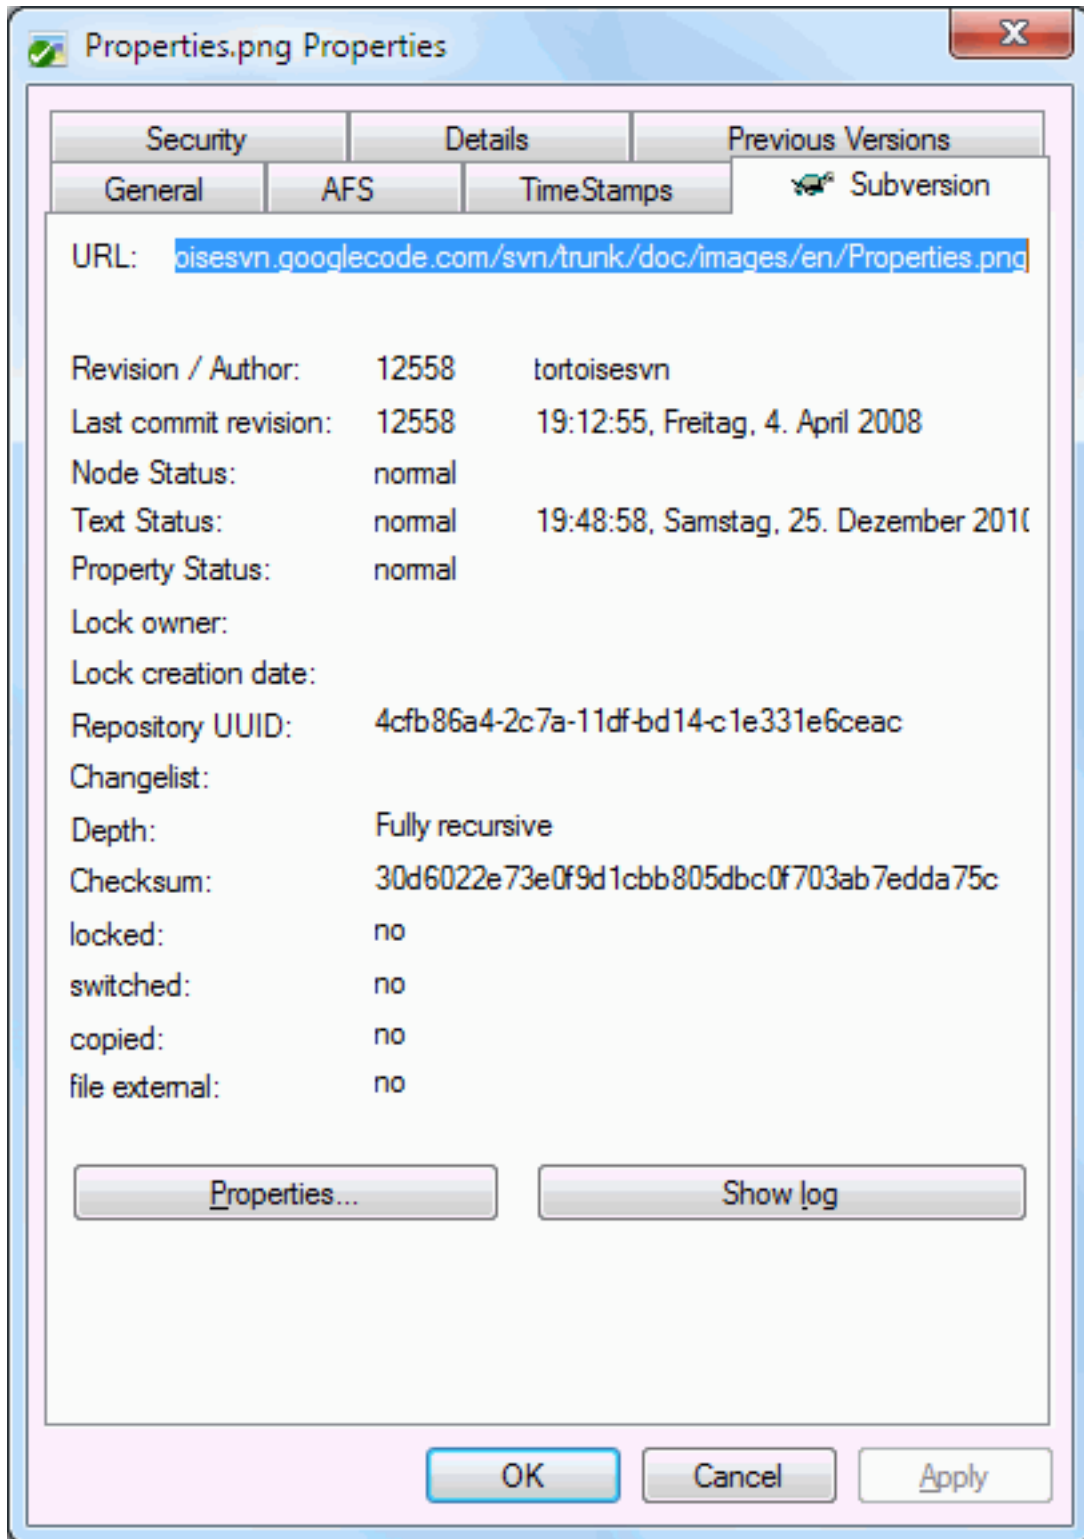 Properties.png Properties
Security Details Previous Versions
General AFS TimeStamps Subversion
URL: oisesvn.googlecode.com/svn/trunk/doc/images/en/Properties.png
Revision / Author: 12558 tortoisesvn
Last commit revision: 12558 19:12:55, Freitag, 4. April 2008
Node Status: normal
Text Status: normal 19:48:58, Samstag, 25. Dezember 2010
Property Status: normal
Lock owner:
Lock creation date:
Repository UUID: 4cfb86a4-2c7a-11df-bd14-c1e331e6ceac
Changelist:
Depth: Fully recursive
Checksum: 30d6022e73e0f9d1cbb805dbc0f703ab7edda75c
locked: no
switched: no
copied: no
file external: no
Properties... Show log
OK Cancel Apply